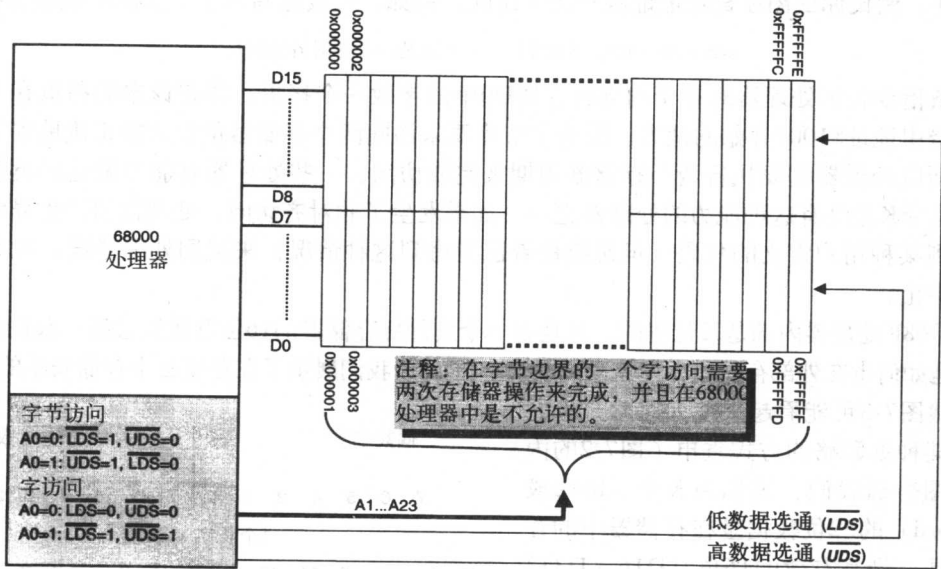 0x000000
0x000002
0xFFFFFC
0xFFFFFE
D15
D8
D7
D0
68000
处理器
0x000001
0x000003
0xFFFFFD
0xFFFFFF
注释：在字节边界的一个字访问需要
两次存储器操作来完成，并且在68000
处理器中是不允许的。
字节访问
A0=0: LDS=1, UDS=0
A0=1: UDS=1, LDS=0
字访问
A0=0: LDS=0, UDS=0
A0=1: LDS=1, UDS=1
A1...A23
低数据选通 (LDS)
高数据选通 (UDS)